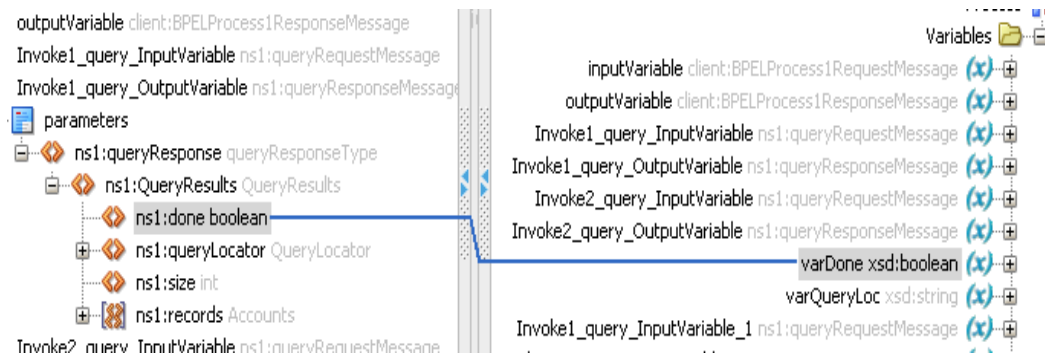 outputVariable client:BPELProcess1ResponseMessage
Invoke1_query_InputVariable ns1:queryRequestMessage
Invoke1_query_OutputVariable ns1:queryResponseMessage
parameters
ns1:queryResponse queryResponseType
ns1:QueryResults QueryResults
ns1:done boolean
ns1:queryLocator QueryLocator
ns1:size int
ns1:records Accounts
Invoke2_query_InputVariable ns1:queryRequestMessage
Variables
inputVariable client:BPELProcess1RequestMessage (x)
outputVariable client:BPELProcess1ResponseMessage (x)
Invoke1_query_InputVariable ns1:queryRequestMessage (x)
Invoke1_query_OutputVariable ns1:queryResponseMessage (x)
Invoke2_query_InputVariable ns1:queryRequestMessage (x)
Invoke2_query_OutputVariable ns1:queryResponseMessage (x)
varDone xsd:boolean (x)
varQueryLoc xsd:string (x)
Invoke1_query_InputVariable_1 ns1:queryRequestMessage (x)